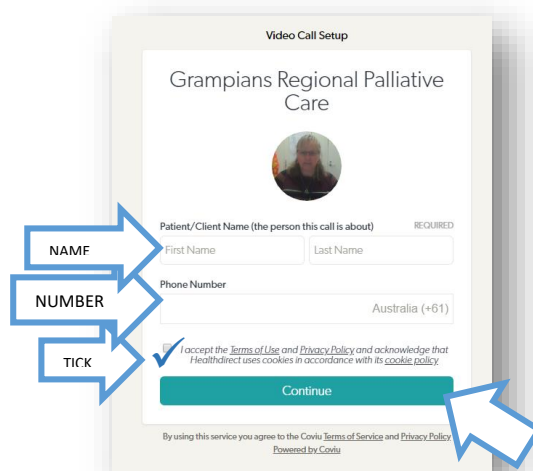 Video Call Setup
Grampians Regional Palliative
Care
Patient/Client Name (the person this call is about) REQUIRED
NAME
First Name Last Name
Phone Number
NUMBER
Australia (+61)
TICK
I accept the Terms of Use and Privacy Policy and acknowledge that
Healthdirect uses cookies in accordance with its cookie policy
Continue
By using this service you agree to the Coviu Terms of Service and Privacy Policy
Powered by Coviu